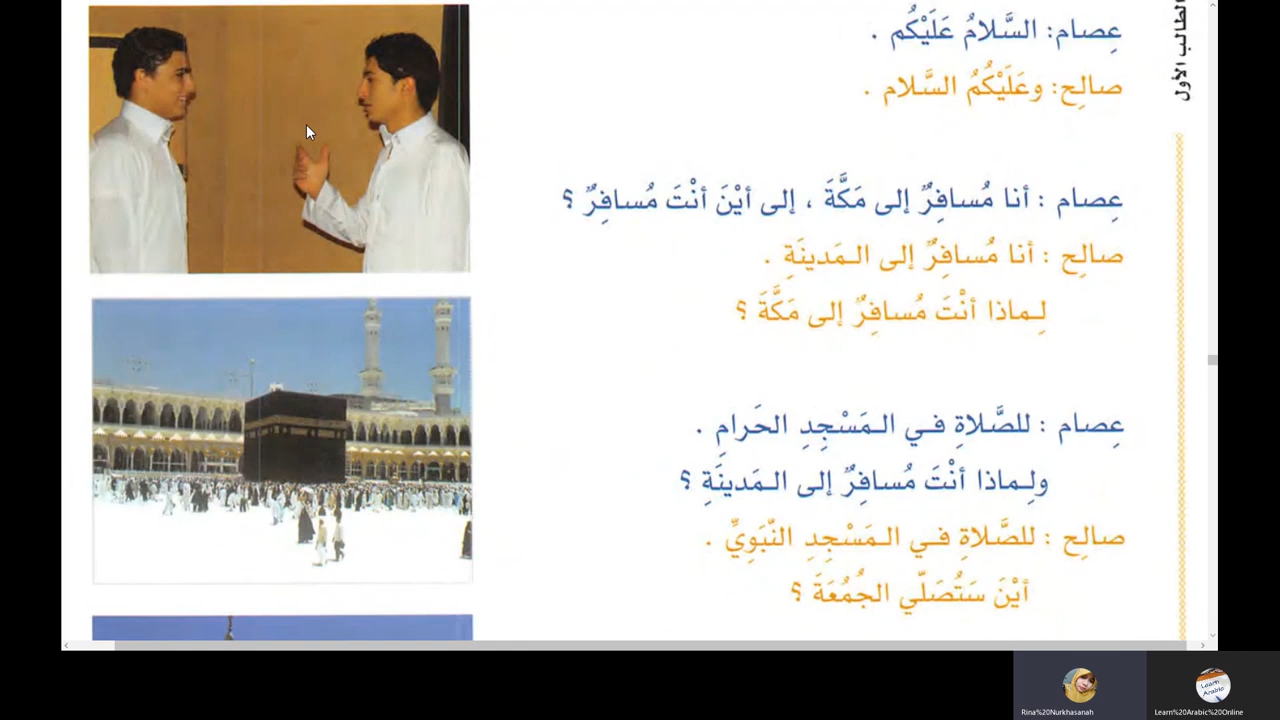 عِصام: السَّلامُ عَلَيْكُم .
صالِح: وعَلَيْكُمُ السَّلام .
عِصام : أنا مُسافِرٌ إلى مَكَّةَ ، إلى أيْنَ أنْتَ مُسافِرٌ ؟
صالِح : أنا مُسافِرٌ إلى المَدينَةِ .
لِماذا أنْتَ مُسافِرٌ إلى مَكَّةَ ؟
عِصام : للصَّلاةِ في المَسْجِدِ الحَرامِ .
ولِماذا أنْتَ مُسافِرٌ إلى المَدينَةِ ؟
صالِح : للصَّلاةِ في المَسْجِدِ النَّبَوِيِّ .
أيْنَ سَتُصَلّي الجُمُعَةَ ؟
الطالب الأول
Rina%20Nurkhasanah
Learn%20Arabic%20Online
Learn
Arabic